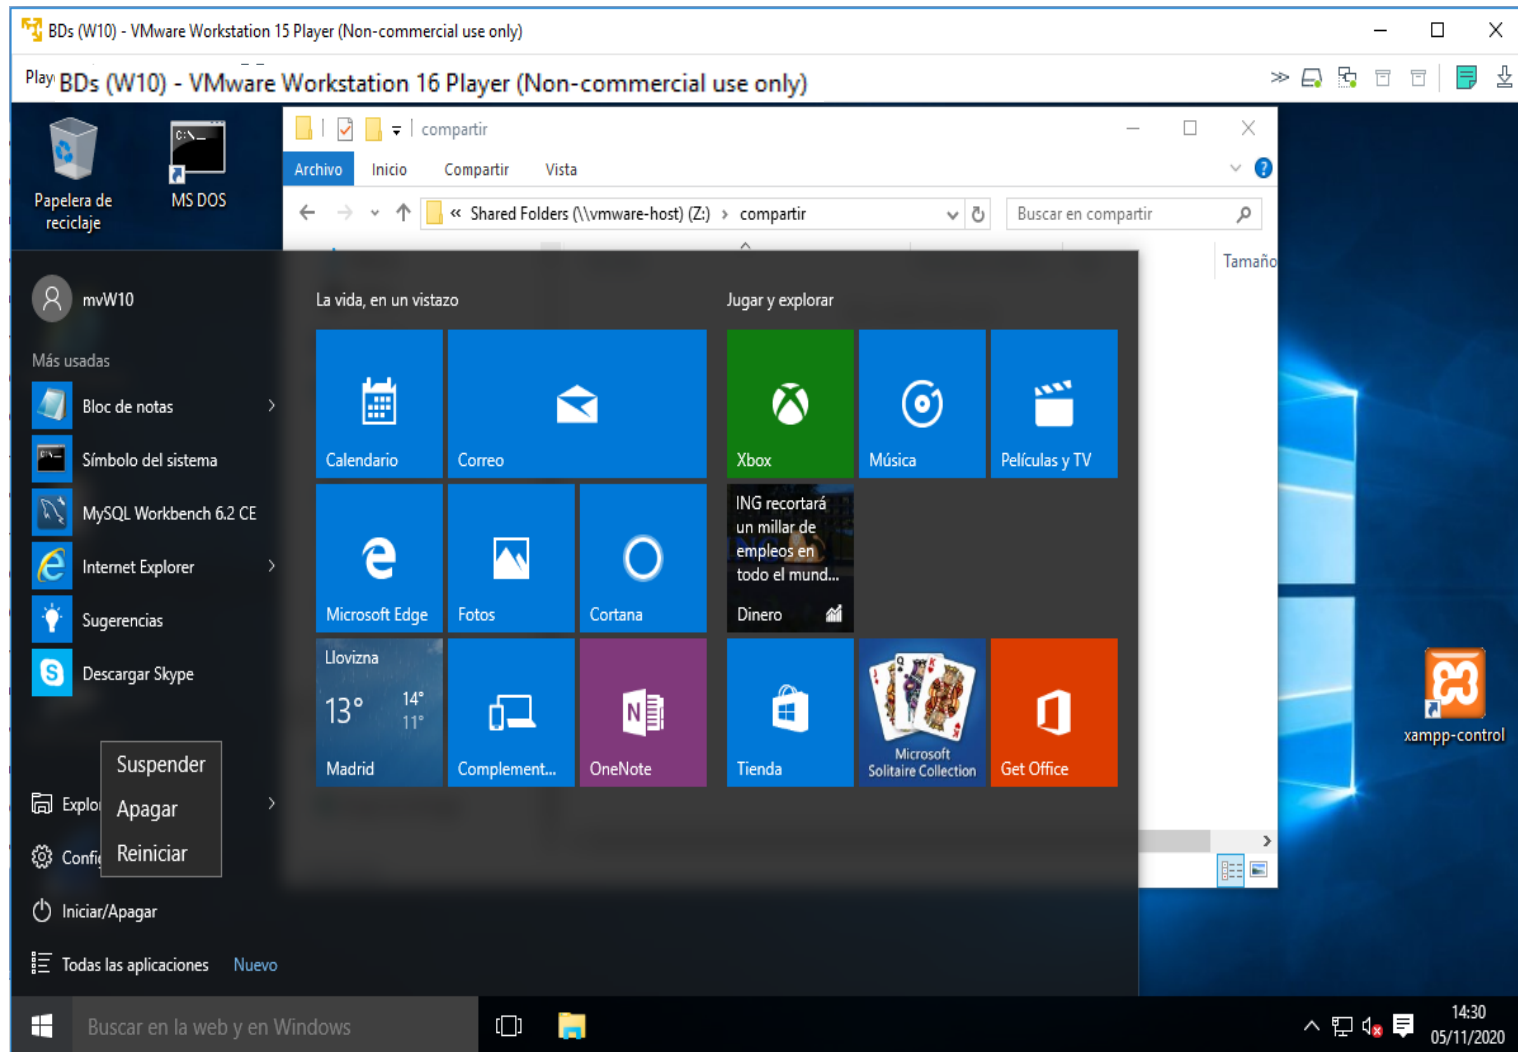 BDs (W10) - VMware Workstation 15 Player (Non-commercial use only)
Play
BDs (W10) - VMware Workstation 16 Player (Non-commercial use only)
Papelera de
reciclaje
MS DOS
compartir
Archivo Inicio Compartir Vista
« Shared Folders (\\vmware-host) (Z:) › compartir
Buscar en compartir
Tamaño
mvW10
Más usadas
Bloc de notas
Símbolo del sistema
MySQL Workbench 6.2 CE
Internet Explorer
Sugerencias
Descargar Skype
Suspender
Apagar
Reiniciar
Explo
Confi
Iniciar/Apagar
Todas las aplicaciones Nuevo
La vida, en un vistazo
Calendario
Correo
Microsoft Edge
Fotos
Cortana
Llovizna
13° 14°
11°
Madrid
Complement...
OneNote
Jugar y explorar
Xbox
Música
Películas y TV
ING recortará
un millar de
empleos en
todo el mund...
Dinero
Tienda
Microsoft
Solitaire Collection
Get Office
xampp-control
Buscar en la web y en Windows
14:30
05/11/2020